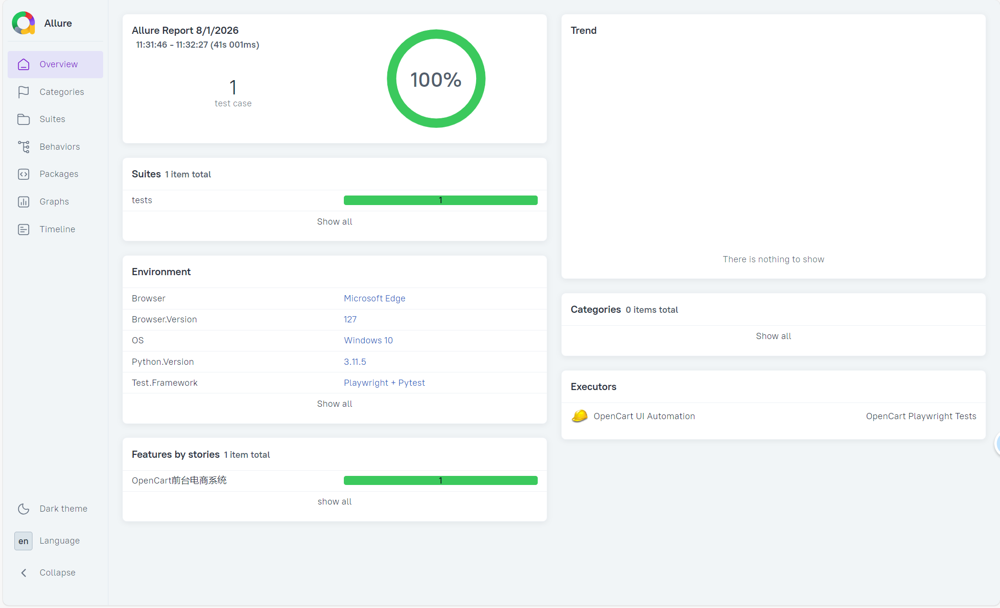 Allure
Overview
Categories
Suites
Behaviors
Packages
Graphs
Timeline
Dark theme
en Language
Collapse
Allure Report 8/1/2026
11:31:46 - 11:32:27 (41s 001ms)
1
test case
100%
Suites 1 item total
tests 1
Show all
Environment
Browser Microsoft Edge
Browser.Version 127
OS Windows 10
Python.Version 3.11.5
Test.Framework Playwright + Pytest
Show all
Features by stories 1 item total
OpenCart前台电商系统 1
show all
Trend
There is nothing to show
Categories 0 items total
Show all
Executors
OpenCart UI Automation OpenCart Playwright Tests